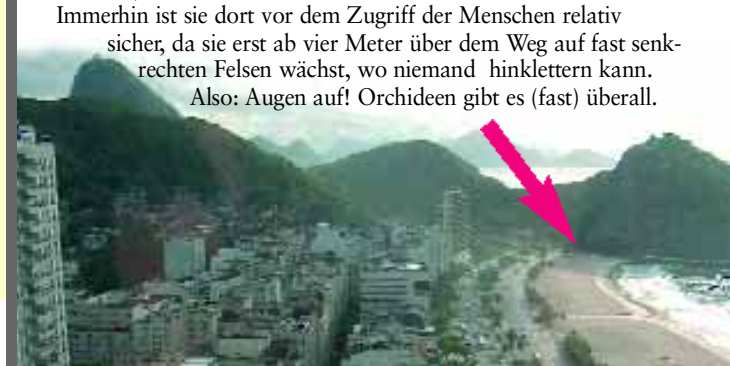 Immerhin ist sie dort vor dem Zugriff der Menschen relativ
sicher, da sie erst ab vier Meter über dem Weg auf fast senk-
rechten Felsen wächst, wo niemand hinklettern kann.
Also: Augen auf! Orchideen gibt es (fast) überall.